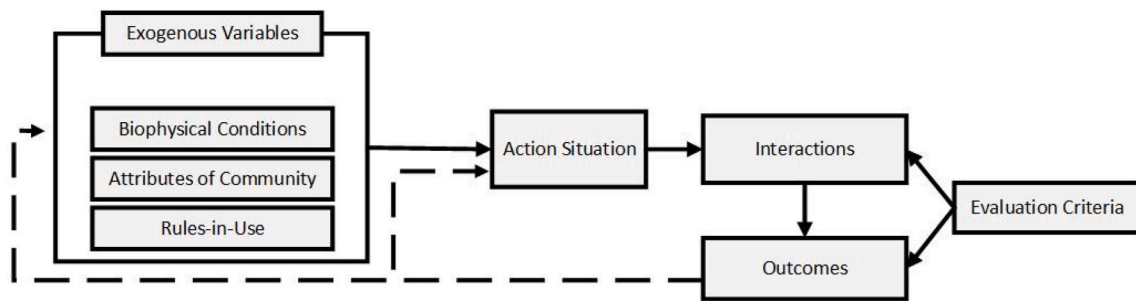 Exogenous Variables
Biophysical Conditions
Attributes of Community
Rules-in-Use
Action Situation
Interactions
Outcomes
Evaluation Criteria